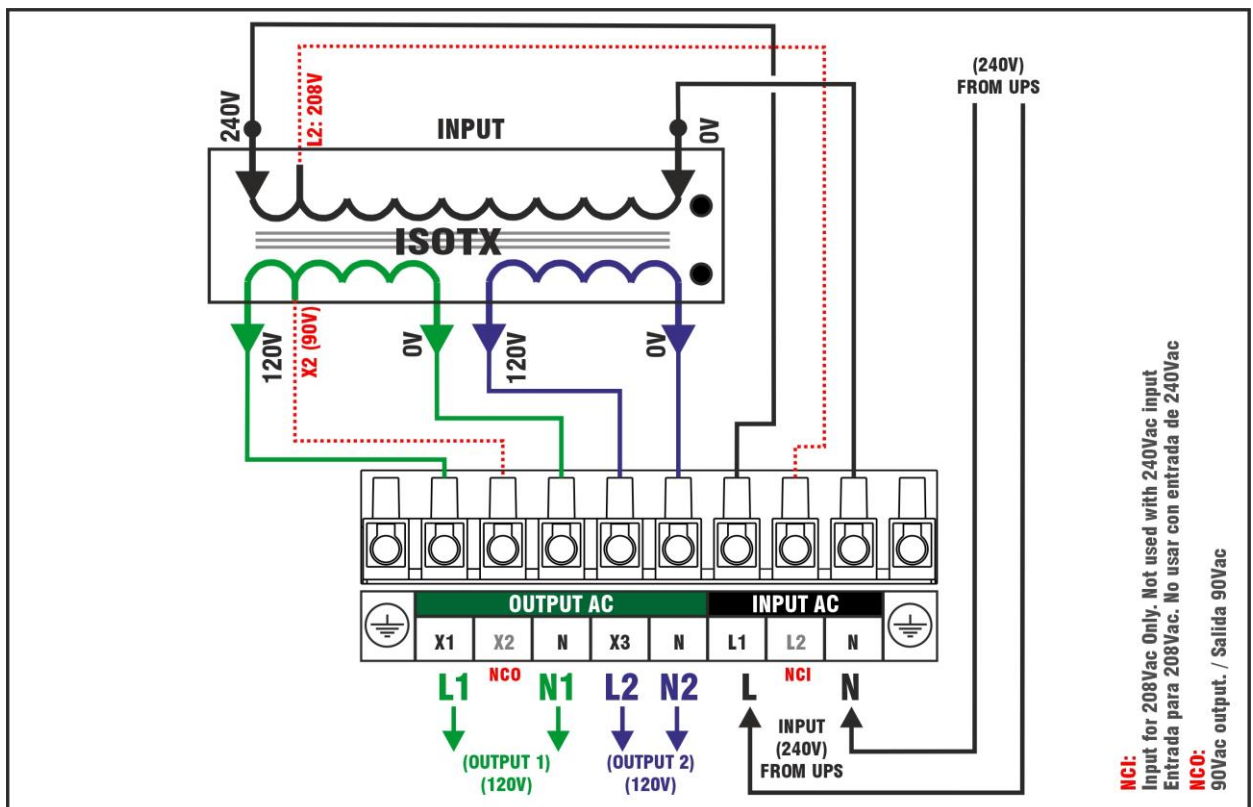 (240V)
FROM UPS
240V
L2: 208V
INPUT
0V
ISOTX
120V
X2 (90V)
0V
120V
0V
OUTPUT AC
INPUT AC
X1
X2
N
X3
N
L1
L2
N
NCO
NCI
L1
N1
L2
N2
L
N
(OUTPUT 1)
(120V)
(OUTPUT 2)
(120V)
INPUT
(240V)
FROM UPS
NCI:
Input for 208Vac Only. Not used with 240Vac input
Entrada para 208Vac. No usar con entrada de 240Vac
NCO:
90Vac output. / Salida 90Vac